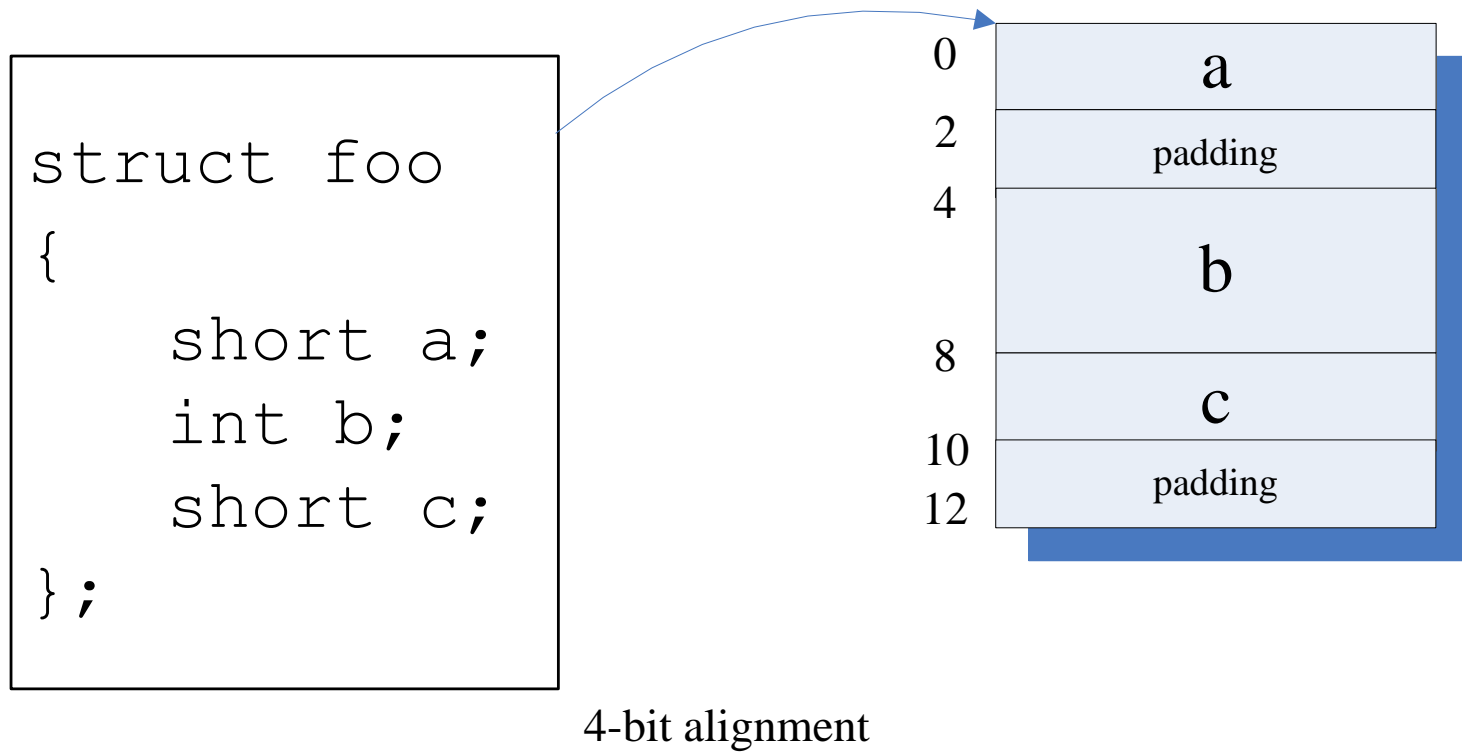 struct foo
{
short a;
int b;
short c;
};
0
a
2
padding
4
b
8
c
10
padding
12
4-bit alignment